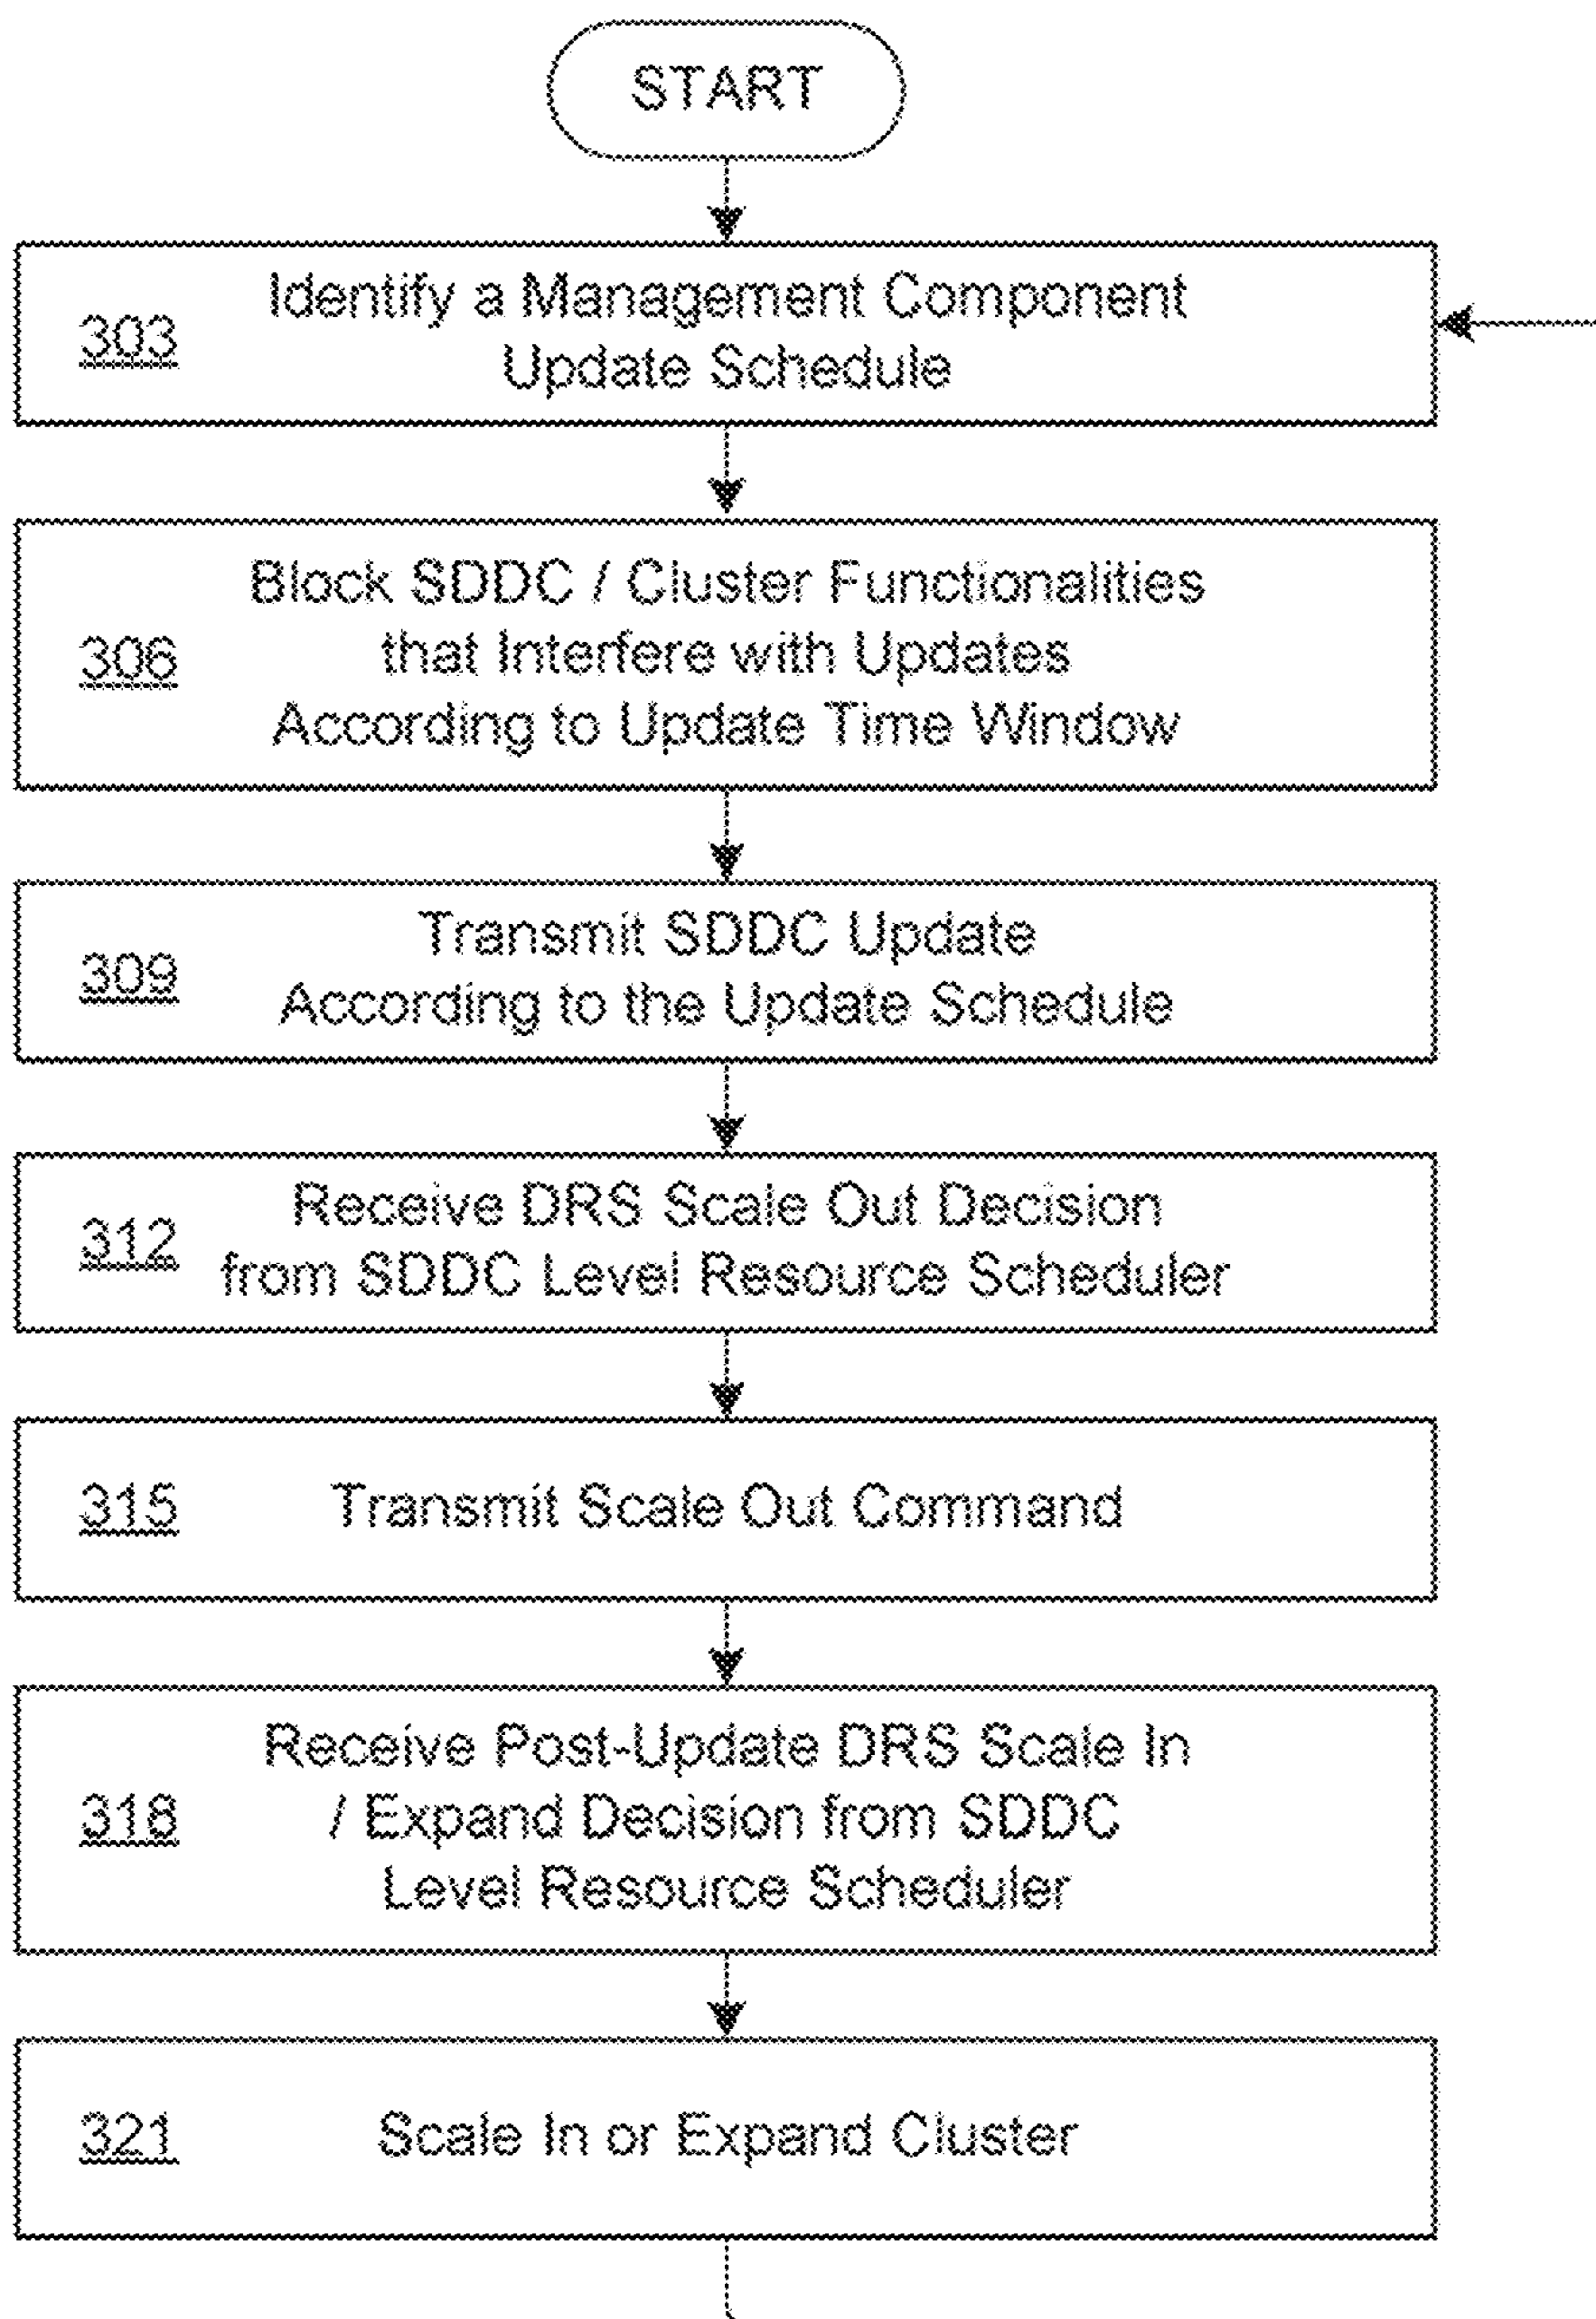 START
303
Identify a Management Component
Update Schedule
306
Block SDDC / Cluster Functionalities
that Interfere with Updates
According to Update Time Window
309
Transmit SDDC Update
According to the Update Schedule
312
Receive DRS Scale Out Decision
from SDDC Level Resource Scheduler
315
Transmit Scale Out Command
318
Receive Post-Update DRS Scale In
/ Expand Decision from SDDC
Level Resource Scheduler
321
Scale In or Expand Cluster